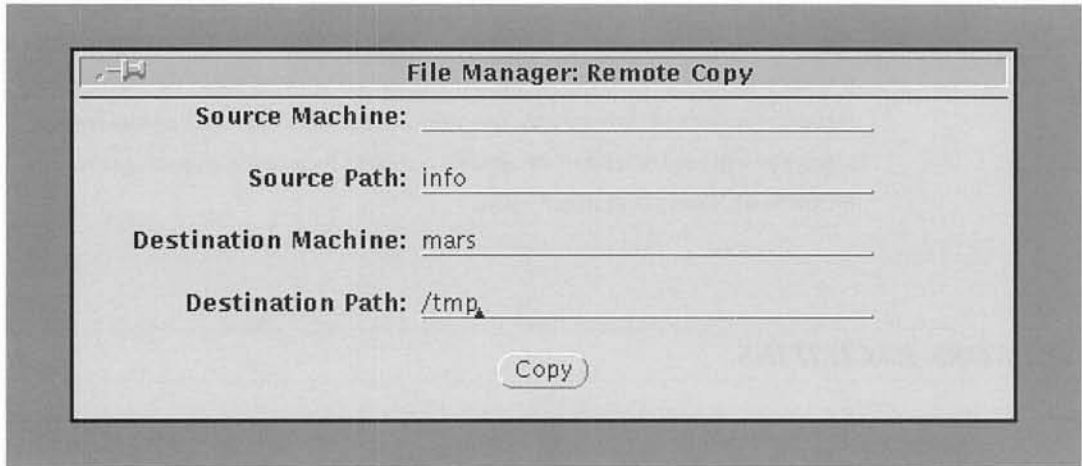 File Manager: Remote Copy
Source Machine:
Source Path: info
Destination Machine: mars
Destination Path: /tmp
Copy